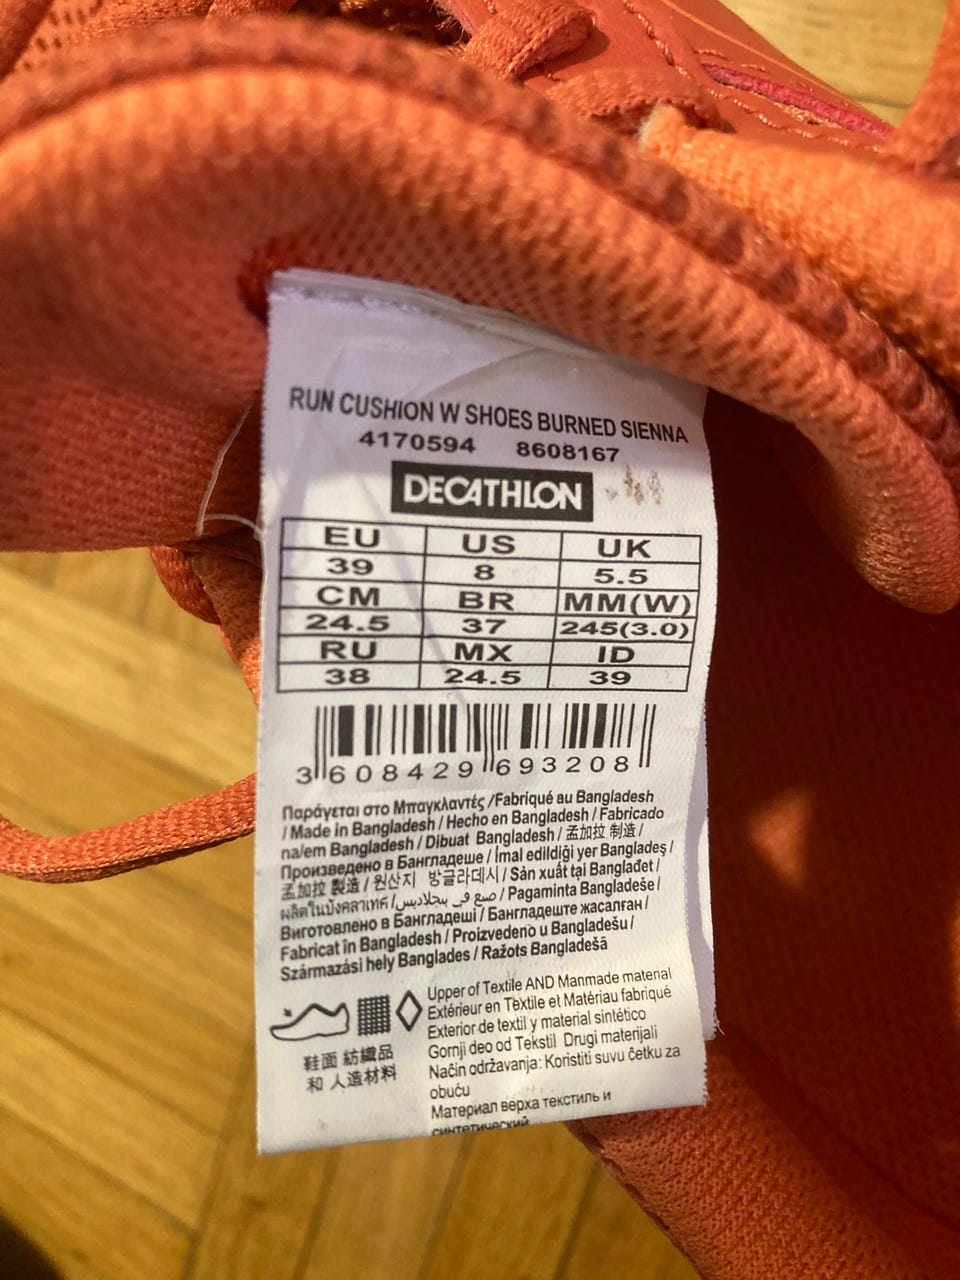 RUN CUSHION W SHOES BURNED SIENNA
4170594 8608167
DECATHLON
EU US UK
39 8 5.5
CM BR MM(W)
24.5 37 245(3.0)
RU MX ID
38 24.5 39
3 608429 693208
Παράγεται στο Μπαγκλαντές /Fabriqué au Bangladesh
/ Made in Bangladesh / Hecho en Bangladesh / Fabricado
na/em Bangladesh / Dibuat Bangladesh / 孟加拉 制造 /
Произведено в Бангладеше / İmal edildiği yer Bangladeş /
孟加拉 製造 / 원산지 방글라데시 / Sản xuất tại Bangladet /
ผลิตในบังคลาเทศ / صنع في بنجلاديس / Pagaminta Bangladeše /
Виготовлено в Бангладеші / Бангладеште жасалған /
Fabricat în Bangladesh / Proizvedeno u Bangladešu /
Származási hely Banglades / Ražots Bangladešā
Upper of Textile AND Manmade material
Extérieur en Textile et Matériau fabriqué
Exterior de textil y material sintético
Gornji deo od Tekstil Drugi materijali
Način održavanja: Koristiti suvu četku za
obuću
Материал верха текстиль и
синтетический
鞋面 紡織品
和 人造材料